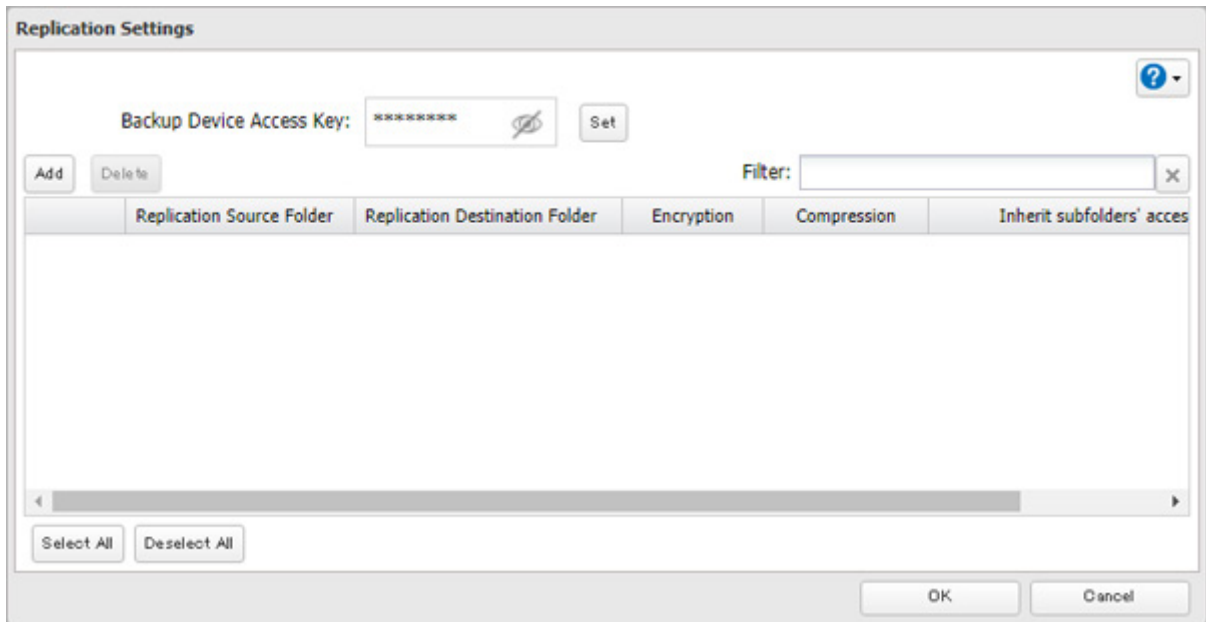 Replication Settings
?
Backup Device Access Key: ******** Set
Add Delete Filter:
Replication Source Folder Replication Destination Folder Encryption Compression Inherit subfolders' acces
Select All Deselect All
OK Cancel